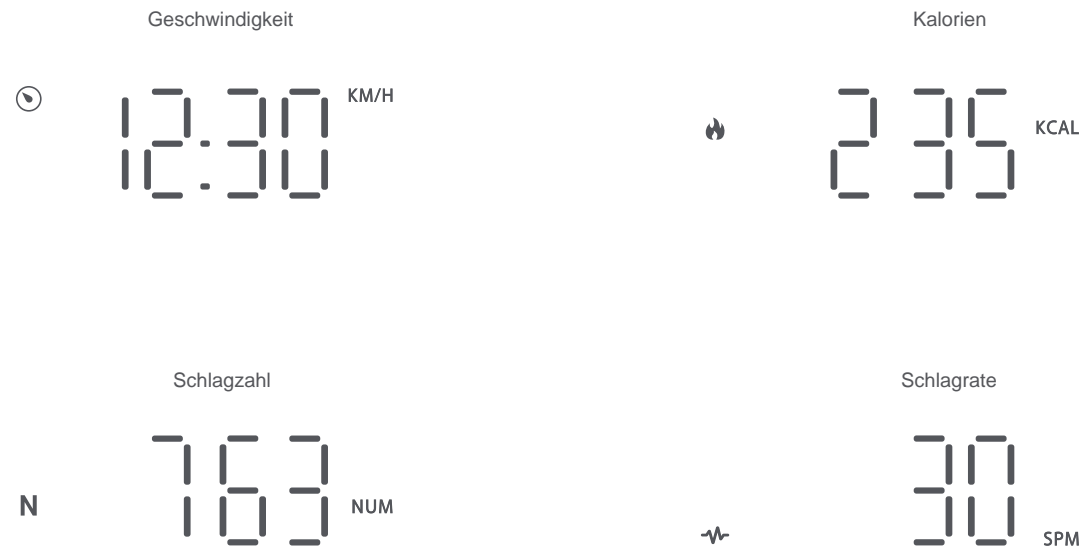 Geschwindigkeit
12:30 KM/H
Kalorien
235 KCAL
Schlagzahl
N 763 NUM
Schlagrate
30 SPM